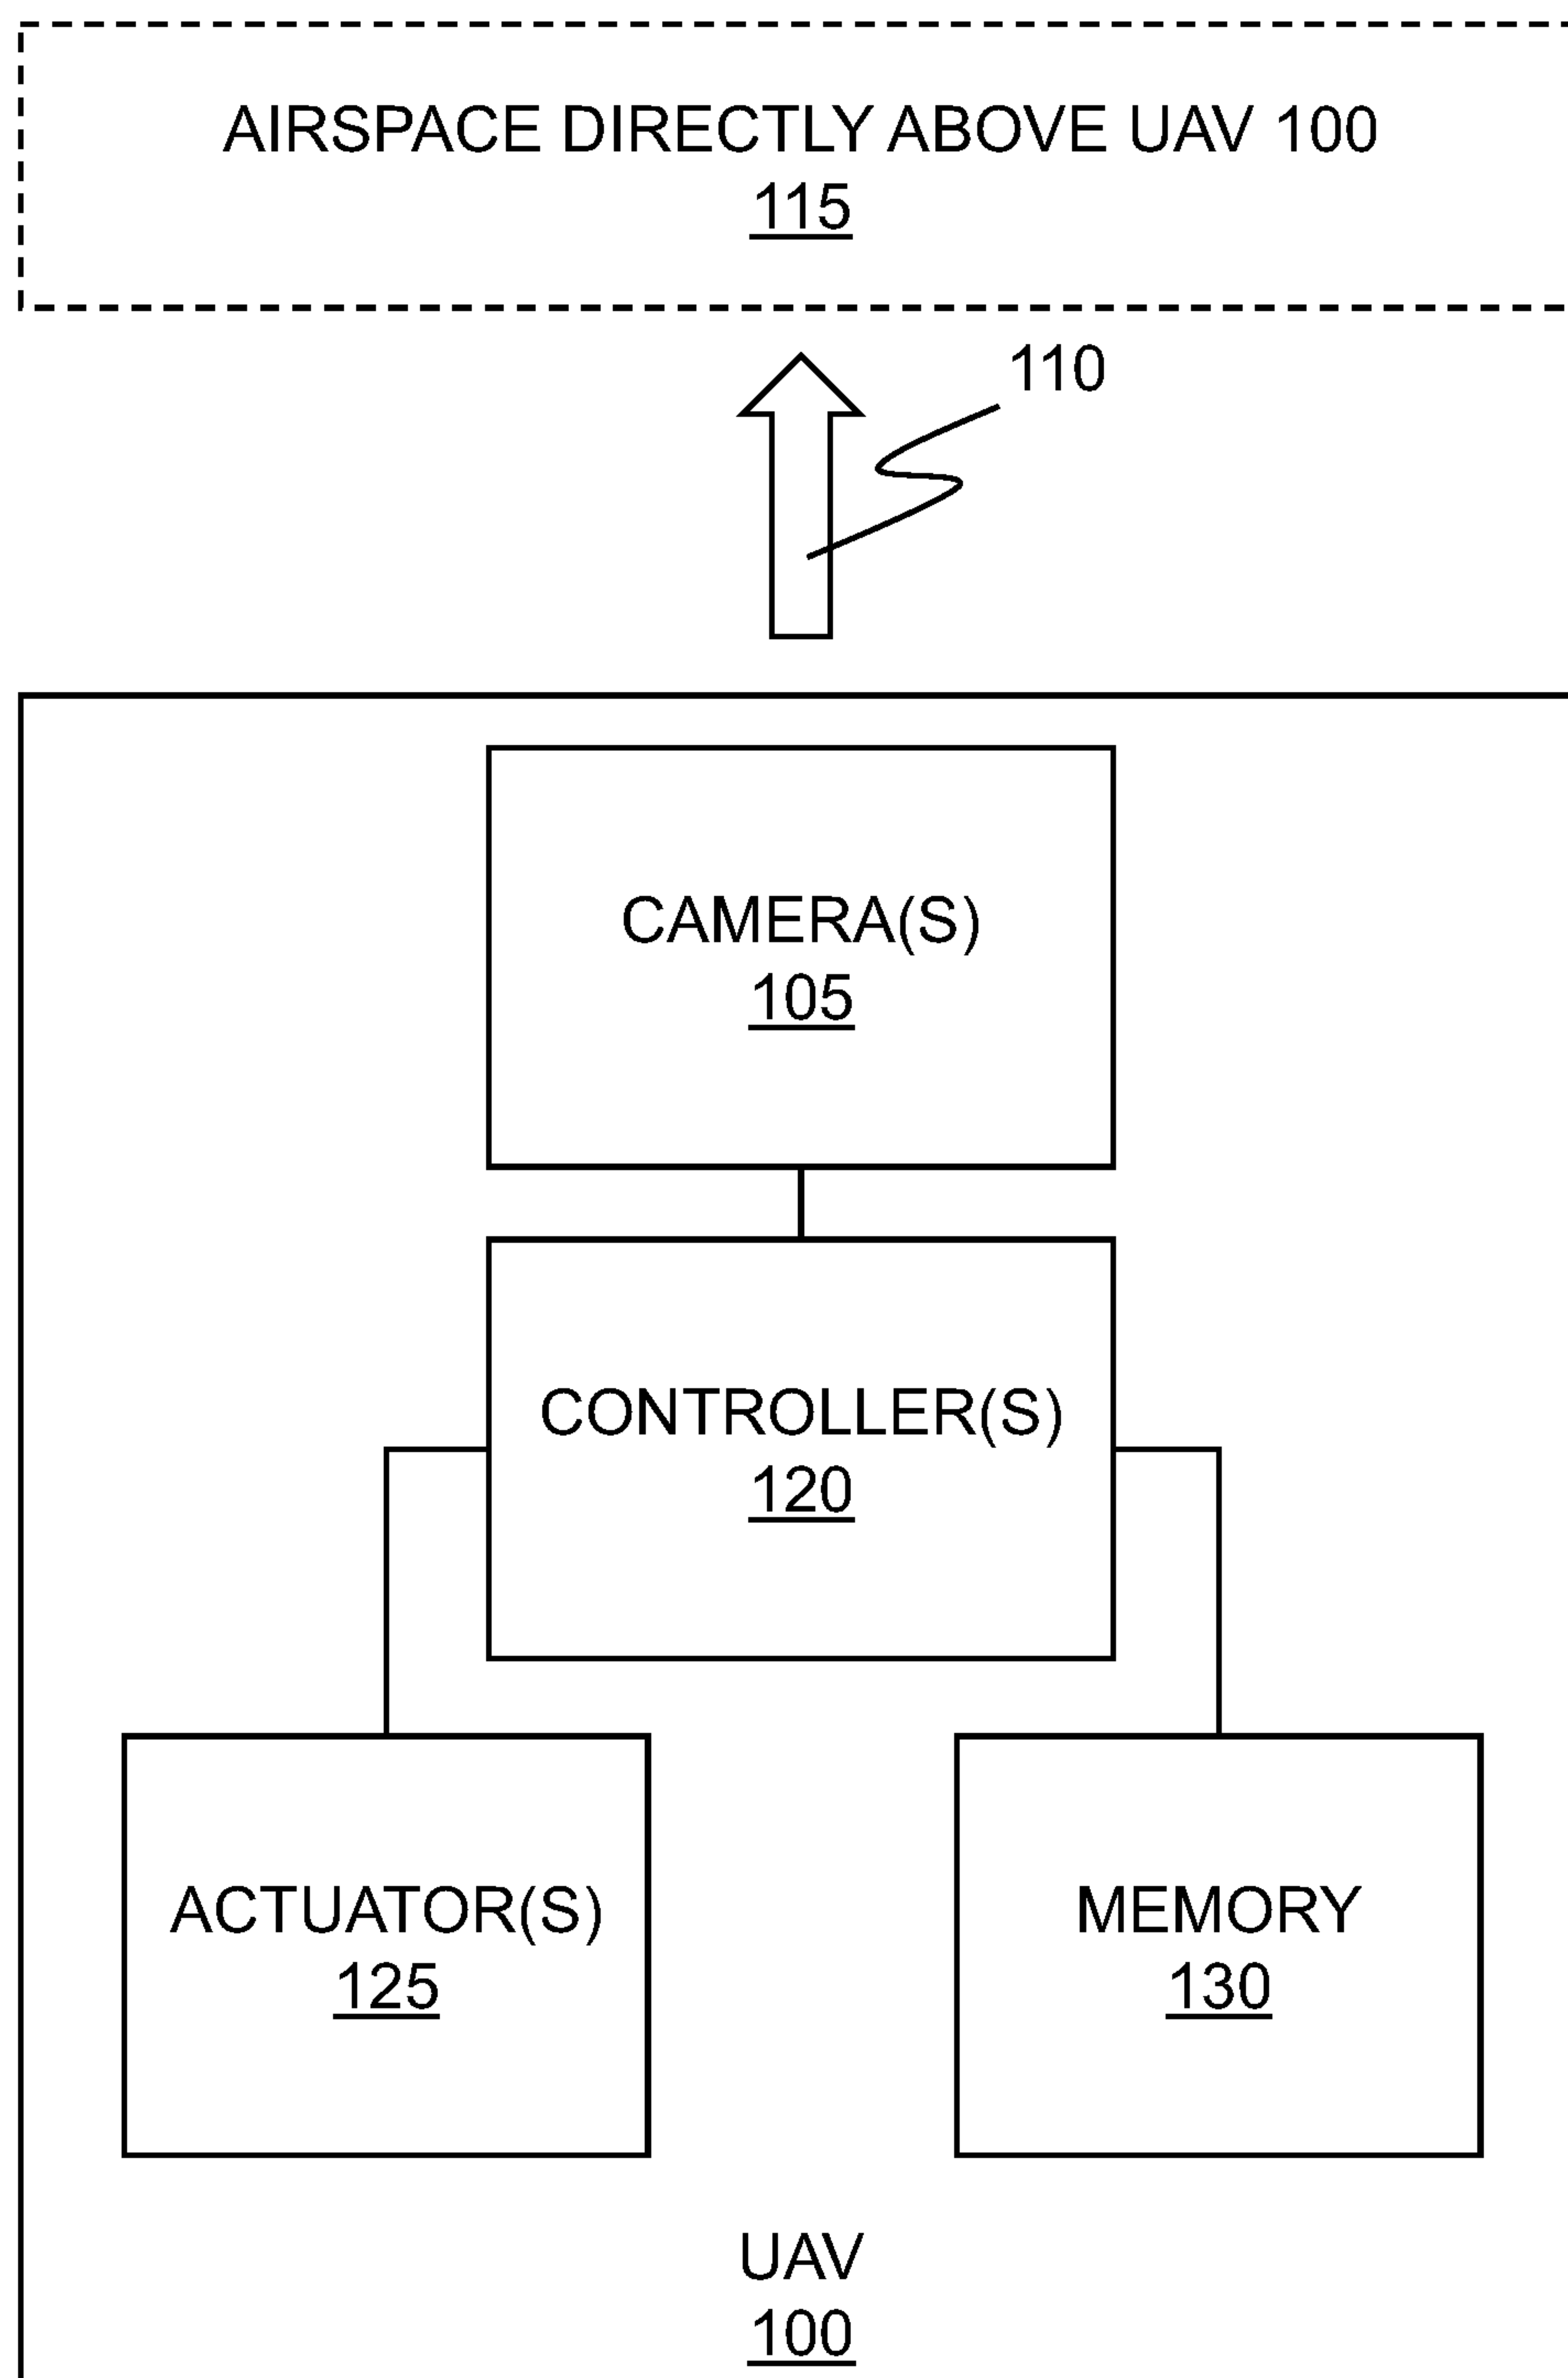 AIRSPACE DIRECTLY ABOVE UAV 100
115
110
CAMERA(S)
105
CONTROLLER(S)
120
ACTUATOR(S)
125
MEMORY
130
UAV
100